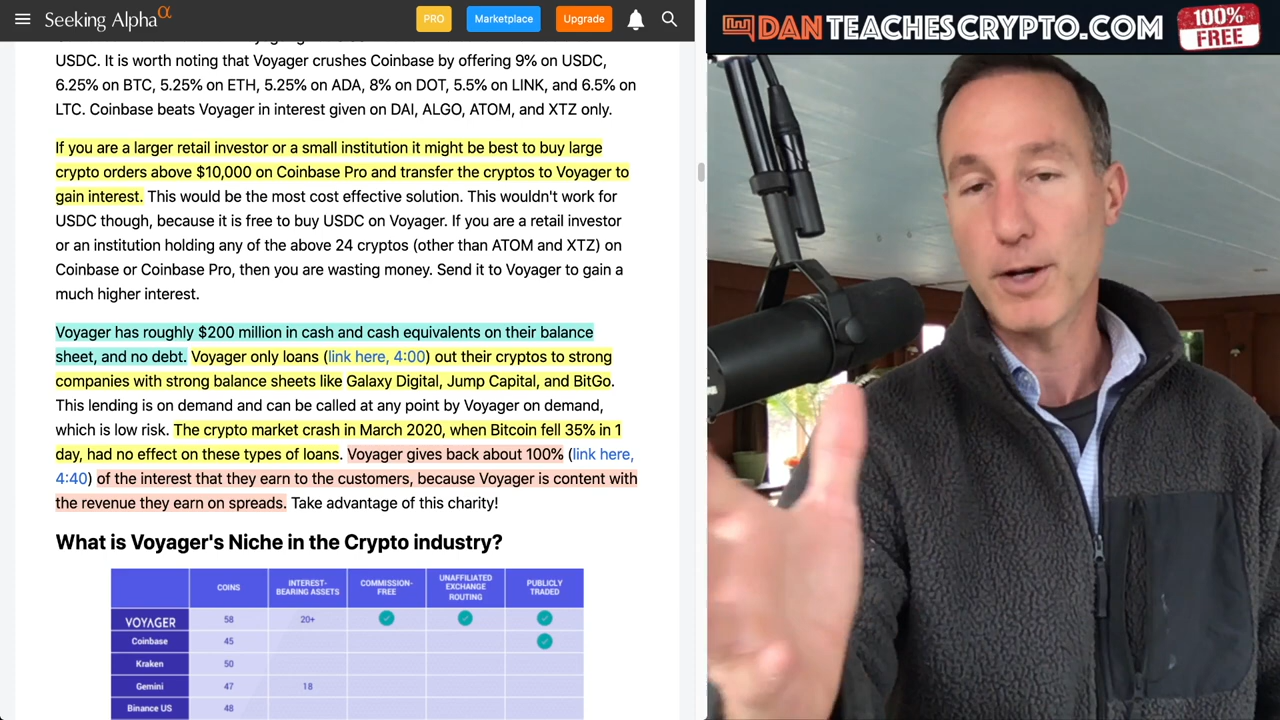 Seeking Alpha α
PRO
Marketplace
Upgrade
USDC. It is worth noting that Voyager crushes Coinbase by offering 9% on USDC,
6.25% on BTC, 5.25% on ETH, 5.25% on ADA, 8% on DOT, 5.5% on LINK, and 6.5% on
LTC. Coinbase beats Voyager in interest given on DAI, ALGO, ATOM, and XTZ only.
If you are a larger retail investor or a small institution it might be best to buy large
crypto orders above $10,000 on Coinbase Pro and transfer the cryptos to Voyager to
gain interest. This would be the most cost effective solution. This wouldn't work for
USDC though, because it is free to buy USDC on Voyager. If you are a retail investor
or an institution holding any of the above 24 cryptos (other than ATOM and XTZ) on
Coinbase or Coinbase Pro, then you are wasting money. Send it to Voyager to gain a
much higher interest.
Voyager has roughly $200 million in cash and cash equivalents on their balance
sheet, and no debt. Voyager only loans (link here, 4:00) out their cryptos to strong
companies with strong balance sheets like Galaxy Digital, Jump Capital, and BitGo.
This lending is on demand and can be called at any point by Voyager on demand,
which is low risk. The crypto market crash in March 2020, when Bitcoin fell 35% in 1
day, had no effect on these types of loans. Voyager gives back about 100% (link here,
4:40) of the interest that they earn to the customers, because Voyager is content with
the revenue they earn on spreads. Take advantage of this charity!
What is Voyager's Niche in the Crypto industry?
COINS INTEREST-BEARING ASSETS COMMISSION-FREE UNAFFILIATED EXCHANGE ROUTING PUBLICLY TRADED
VOYAGER 58 20+
Coinbase 45
Kraken 50
Gemini 47 18
Binance US 48
DANTEACHESCRYPTO.COM
100%
FREE